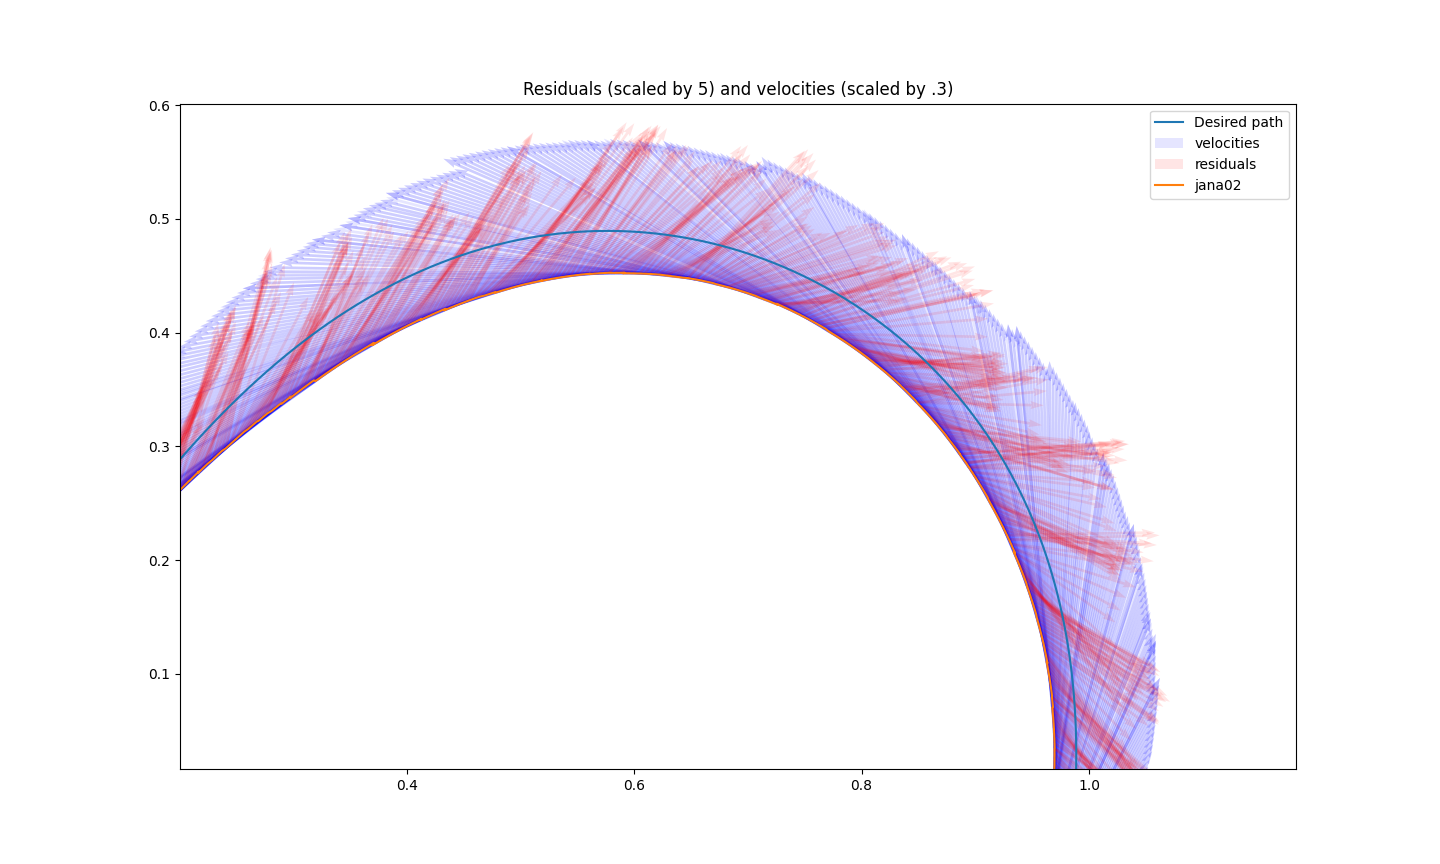 Residuals (scaled by 5) and velocities (scaled by .3)
Desired path
velocities
residuals
jana02
0.6
0.5
0.4
0.3
0.2
0.1
0.4 0.6 0.8 1.0